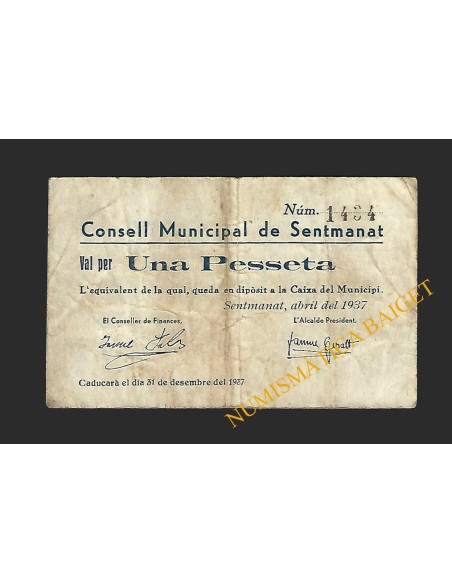 Núm. 1484
Consell Municipal de Sentmanat
Val per Una Pesseta
L'equivalent de la qual, queda en dipòsit a la Caixa del Municipi.
Sentmanat, abril del 1937
El Conseller de Finances,
L'Alcalde President,
Jaume
Caducarà el dia 31 de desembre del 1937
NUMISMATICA BAIGET